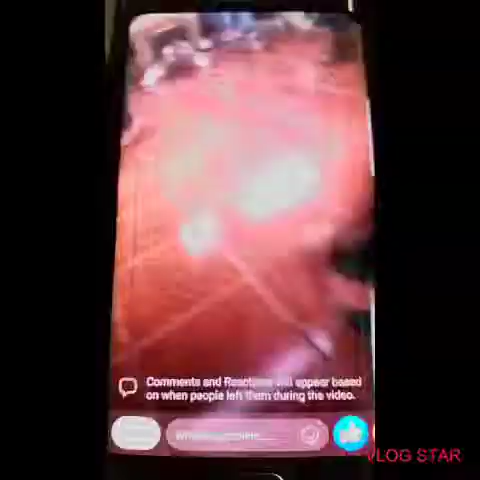 Comments and Reactions will appear based
on when people left them during the video.
VLOG STAR